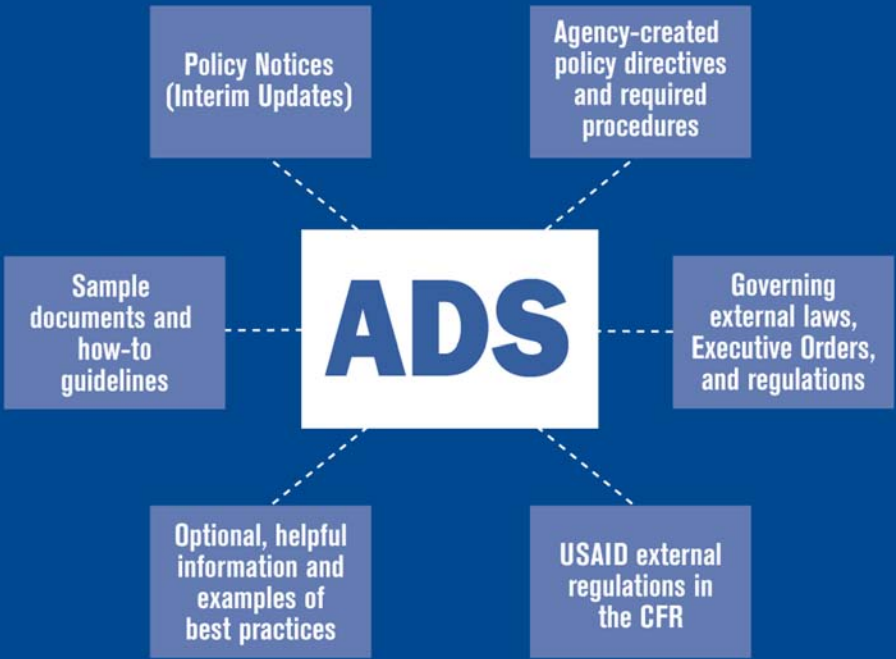 Policy Notices
(Interim Updates)
Agency-created
policy directives
and required
procedures
Sample
documents and
how-to
guidelines
ADS
Governing
external laws,
Executive Orders,
and regulations
Optional, helpful
information and
examples of
best practices
USAID external
regulations in
the CFR